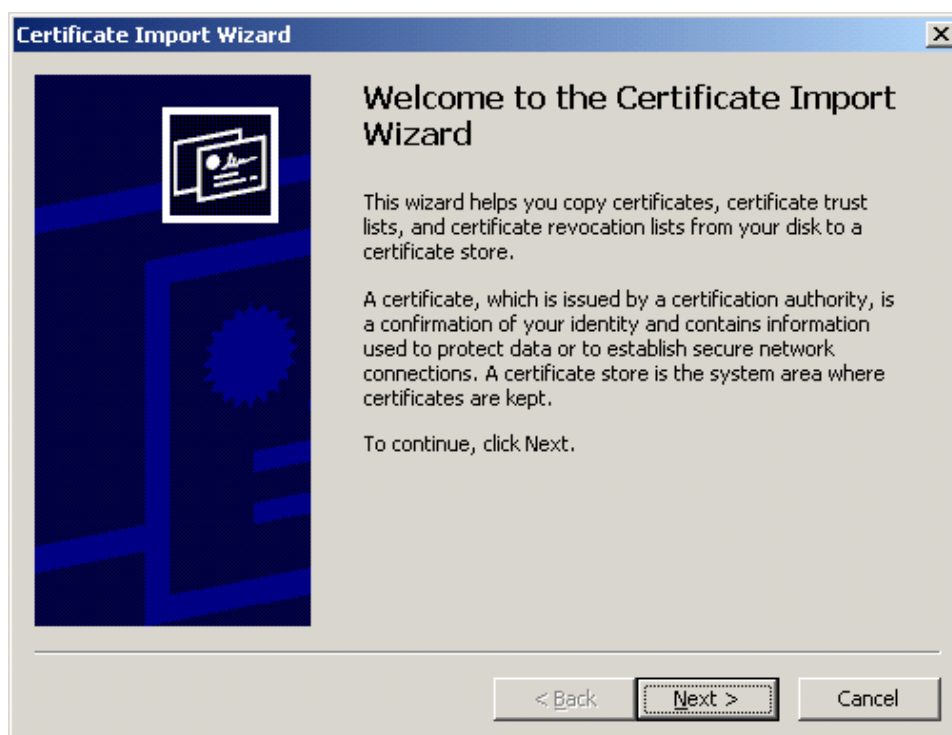 Certificate Import Wizard
Welcome to the Certificate Import
Wizard
This wizard helps you copy certificates, certificate trust
lists, and certificate revocation lists from your disk to a
certificate store.
A certificate, which is issued by a certification authority, is
a confirmation of your identity and contains information
used to protect data or to establish secure network
connections. A certificate store is the system area where
certificates are kept.
To continue, click Next.
< Back Next > Cancel